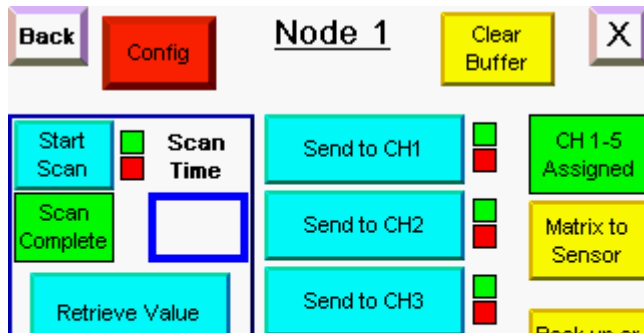 Back
Config
Node 1
Clear
Buffer
X
Start
Scan
Scan
Time
Scan
Complete
Retrieve Value
Send to CH1
Send to CH2
Send to CH3
CH 1-5
Assigned
Matrix to
Sensor